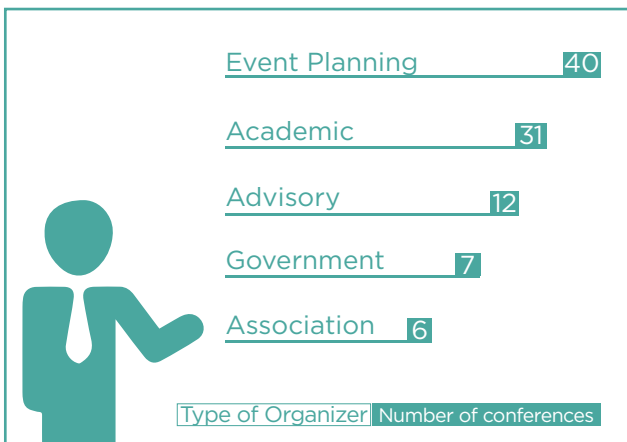 Event Planning 40
Academic 31
Advisory 12
Government 7
Association 6
Type of Organizer Number of conferences